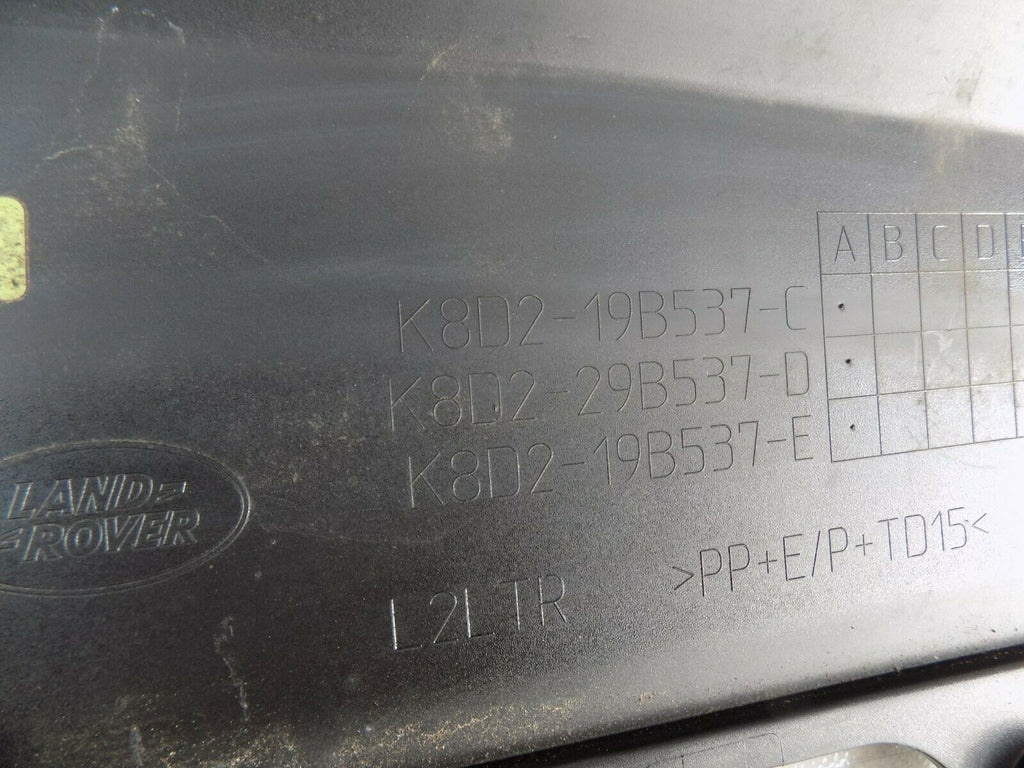 A B C D
K8D2-19B537-C
K8D2-29B537-D
K8D2-19B537-E
LAND-
-ROVER
>PP+E/P+TD15<
L2LTR